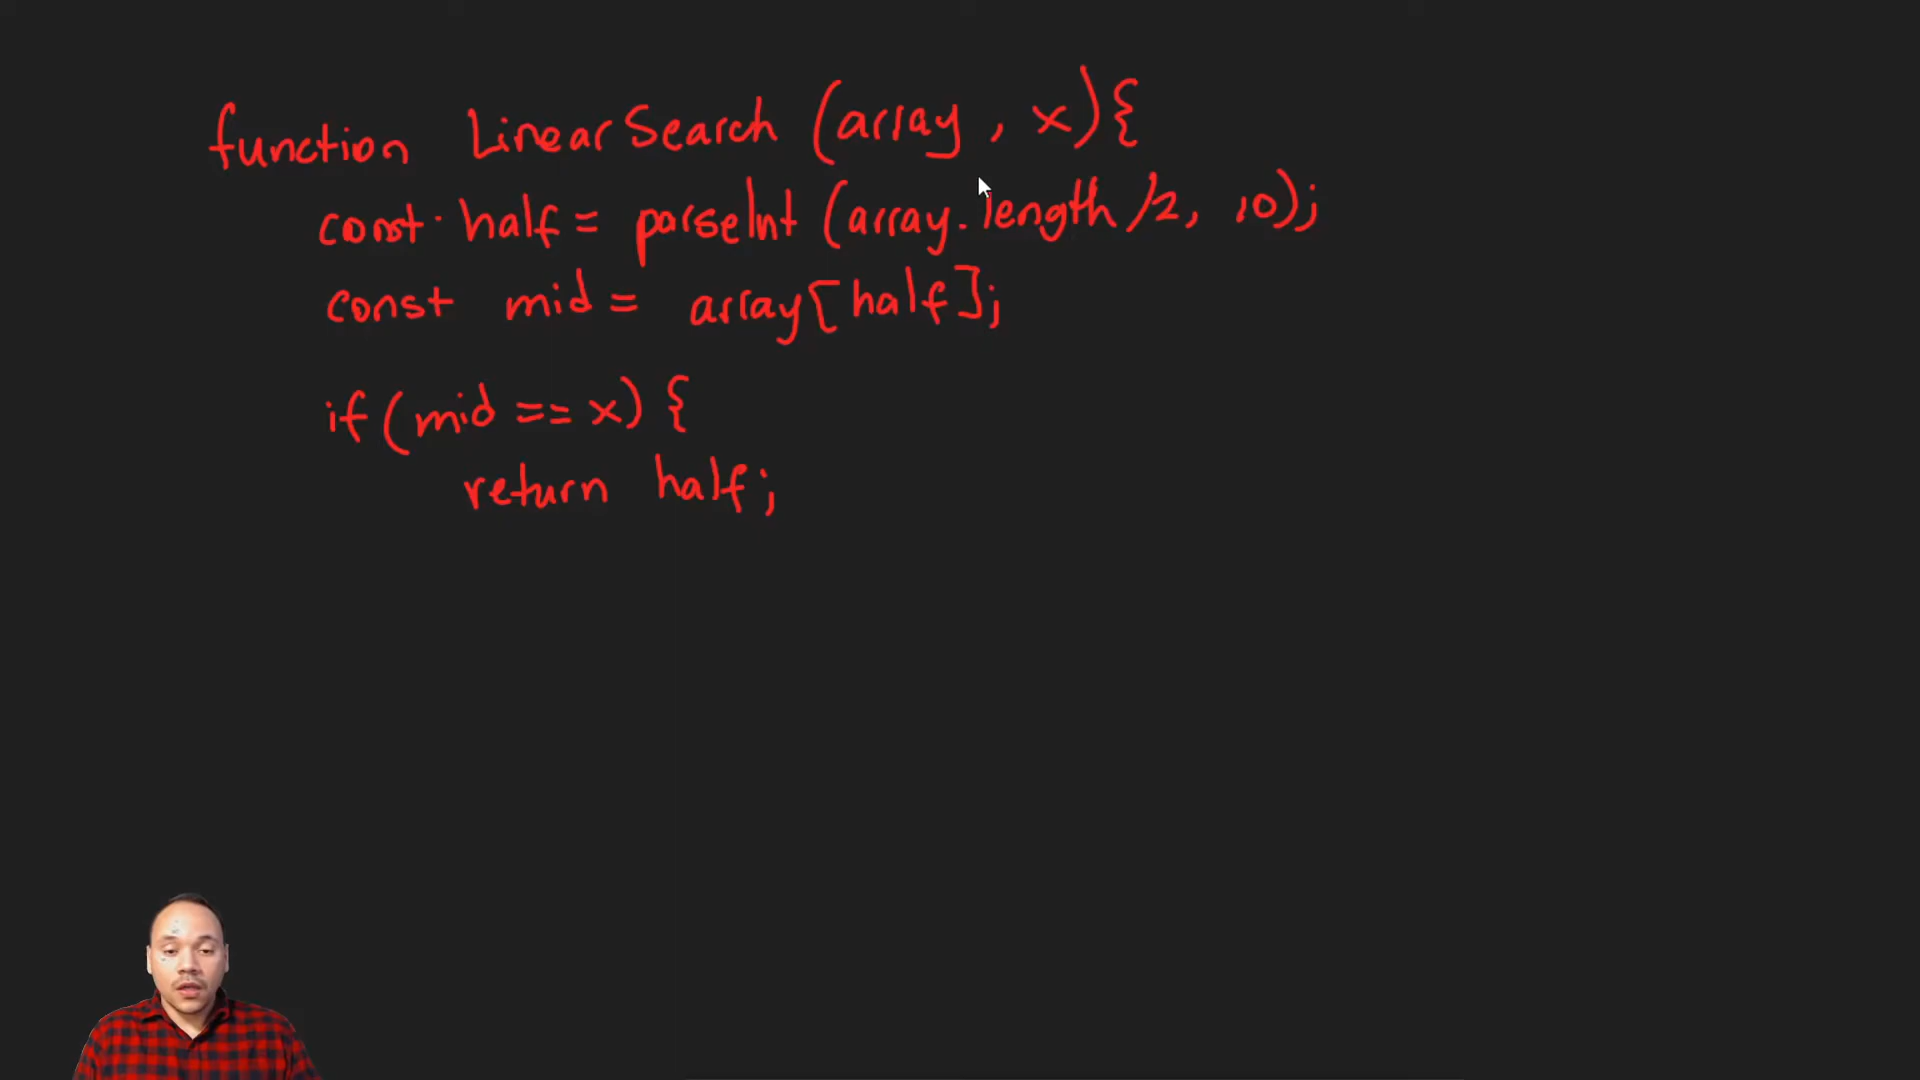 function LinearSearch (array, x){
const half = parseInt (array.length/2, 10);
const mid = array[half];
if (mid == x) {
return half;